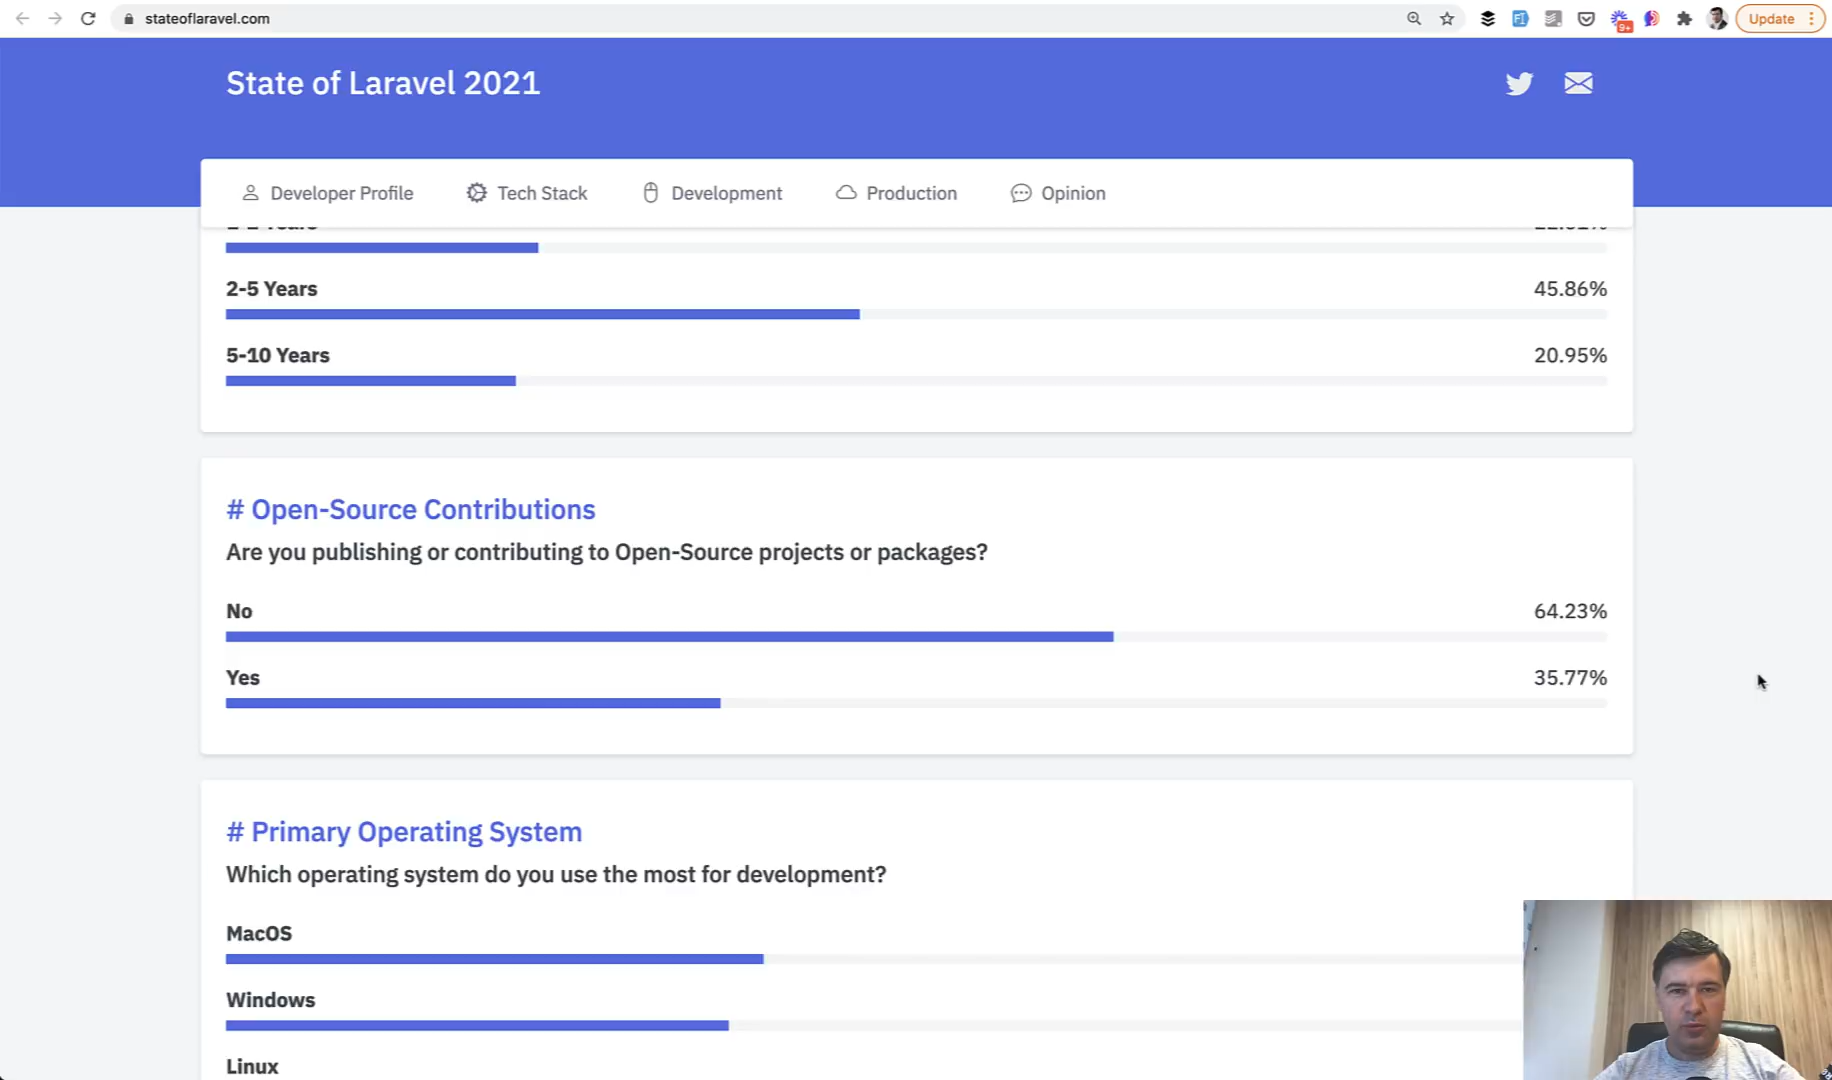 stateoflaravel.com
9+
Update
State of Laravel 2021
Developer Profile
Tech Stack
Development
Production
Opinion
2-5 Years
45.86%
5-10 Years
20.95%
# Open-Source Contributions
Are you publishing or contributing to Open-Source projects or packages?
No
64.23%
Yes
35.77%
# Primary Operating System
Which operating system do you use the most for development?
MacOS
Windows
Linux